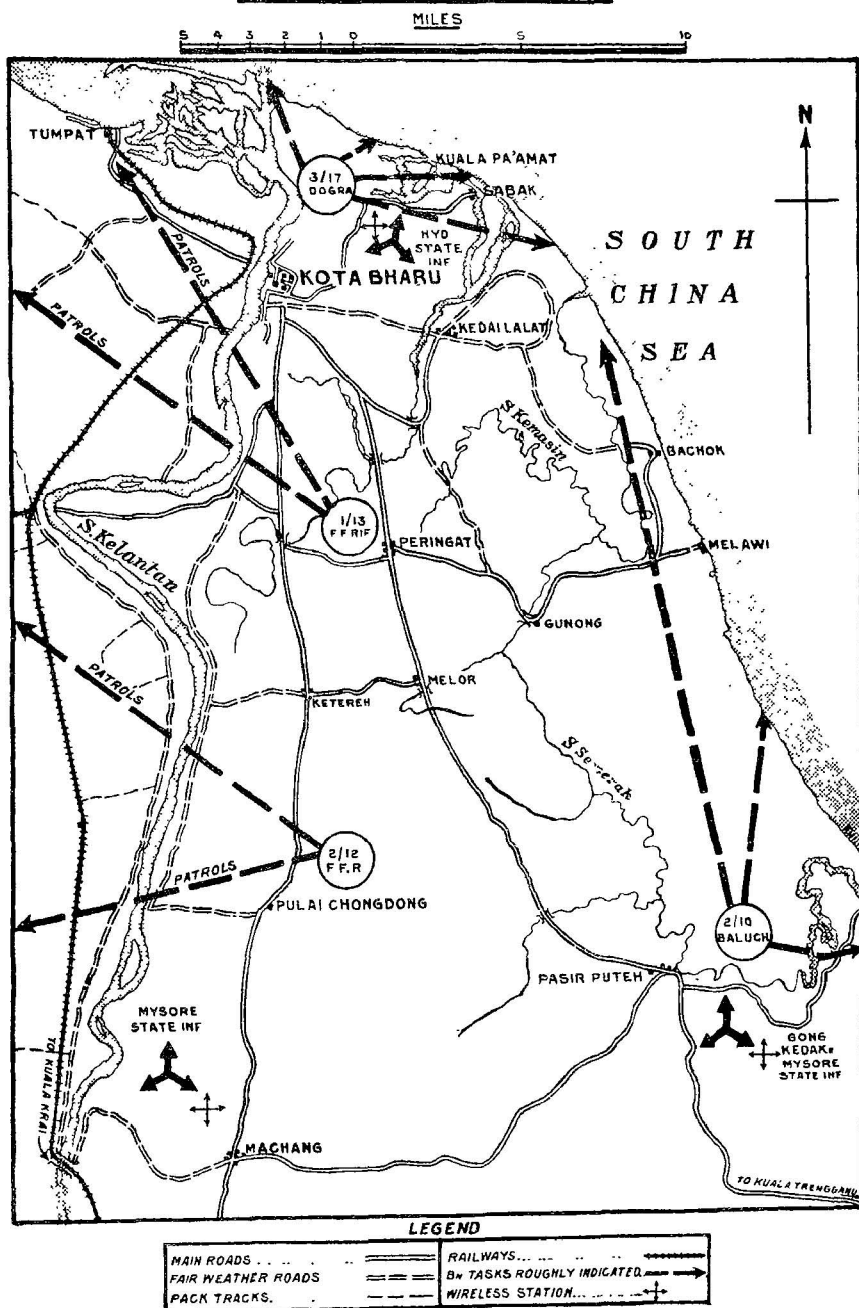 MILES
5 4 3 2 1 0 5 10
TUMPAT
N
3/17
DOGRA
KUALA PA'AMAT
SABAK
HYD
STATE
INF
SOUTH
CHINA
SEA
PATROLS
KOTA BHARU
PATROLS
KEDAI LALAT
S Kemasin
BACHOK
1/13
F F RIF
PERINGAT
MELAWI
S. Kelantan
GUNONG
PATROLS
MELOR
KETEREH
S Semerak
2/12
F F.R
PATROLS
PULAI CHONGDONG
2/10
BALUCH
PASIR PUTEH
MYSORE
STATE INF
GONG
KEDAK
MYSORE
STATE INF
TO KUALA KRAI
MACHANG
TO KUALA TRENGGANU
LEGEND
MAIN ROADS
FAIR WEATHER ROADS
PACK TRACKS.
RAILWAYS
Bn TASKS ROUGHLY INDICATED
WIRELESS STATION